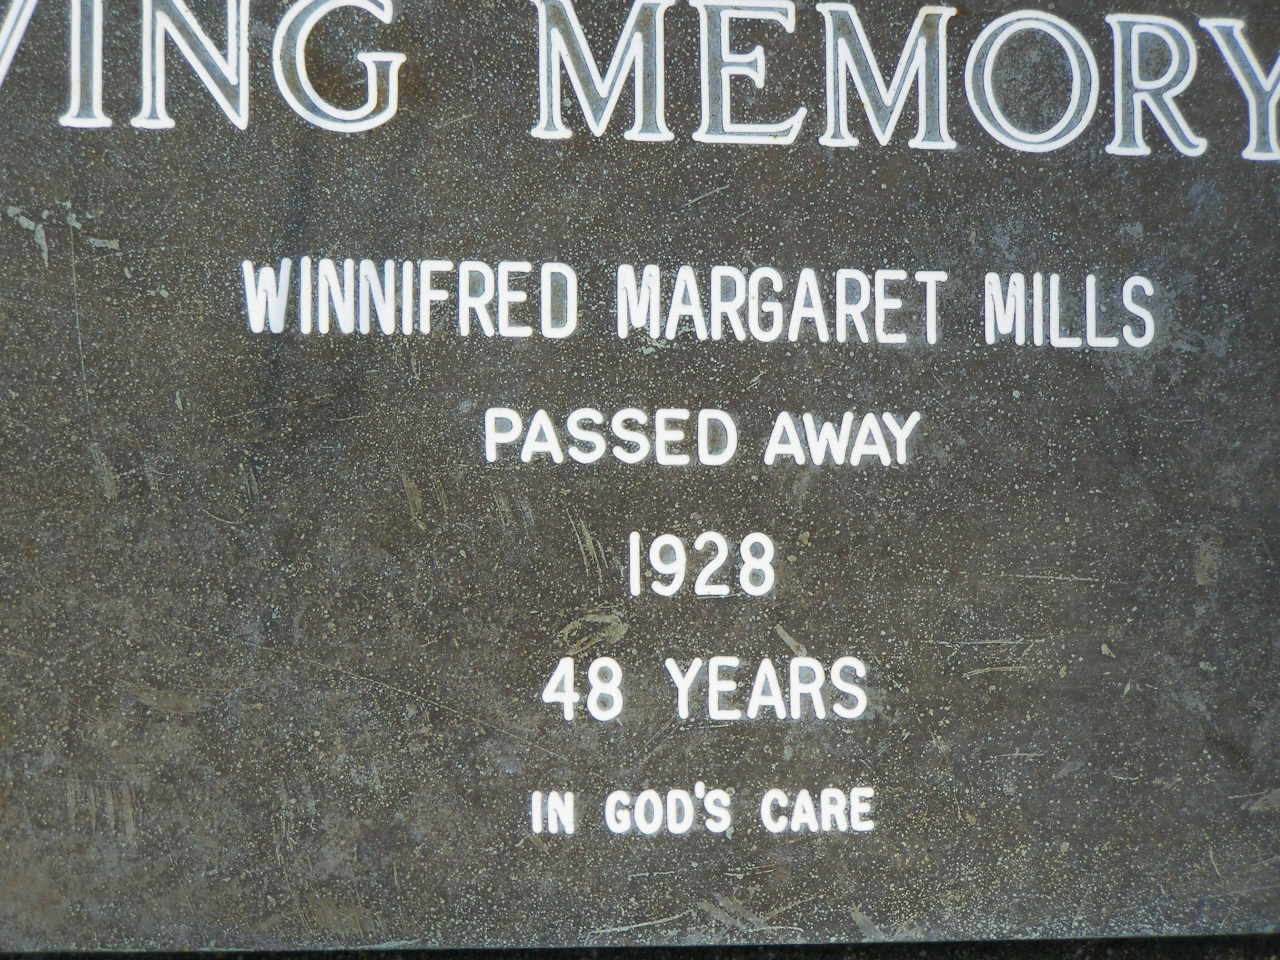 VING MEMORY
WINNIFRED MARGARET MILLS
PASSED AWAY
1928
48 YEARS
IN GOD'S CARE